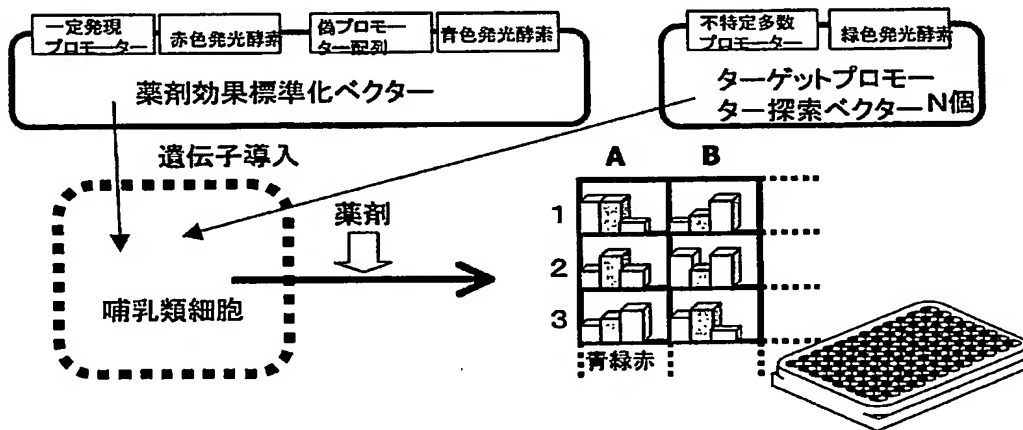 一定発現
プロモーター
赤色発光酵素
偽プロモー
ター配列
青色発光酵素
薬剤効果標準化ベクター
不特定多数
プロモーター
緑色発光酵素
ターゲットプロモー
ター探索ベクターN個
遺伝子導入
薬剤
哺乳類細胞
A B
1
2
3
青緑赤